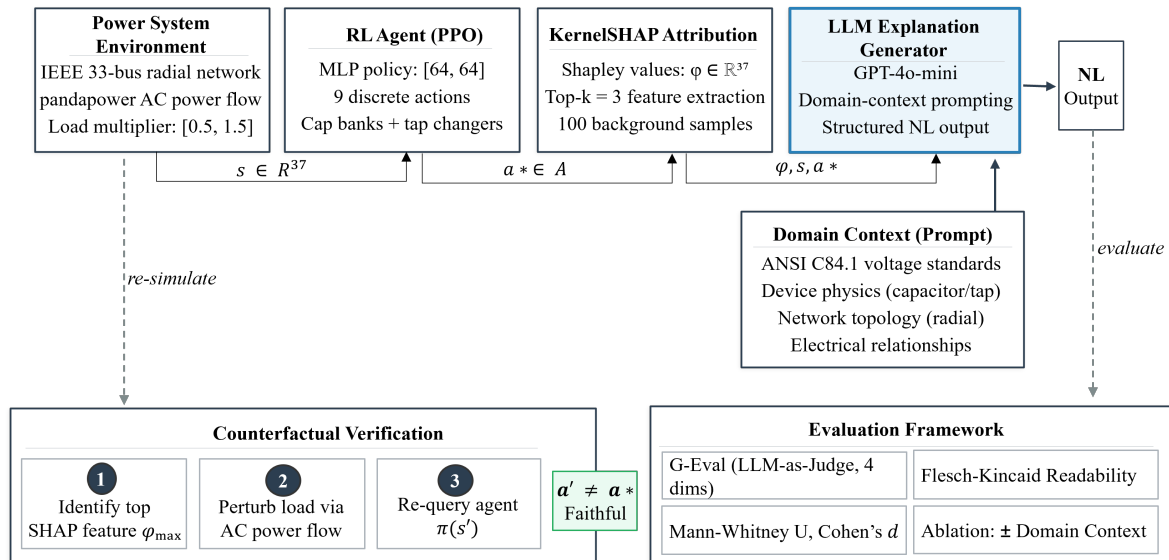 Power System
Environment
IEEE 33-bus radial network
pandapower AC power flow
Load multiplier: [0.5, 1.5]
RL Agent (PPO)
MLP policy: [64, 64]
9 discrete actions
Cap banks + tap changers
KernelSHAP Attribution
Shapley values: φ ∈ ℝ³⁷
Top-k = 3 feature extraction
100 background samples
LLM Explanation
Generator
GPT-4o-mini
Domain-context prompting
Structured NL output
NL
Output
s ∈ R³⁷
a ∗ ∈ A
φ, s, a ∗
Domain Context (Prompt)
ANSI C84.1 voltage standards
Device physics (capacitor/tap)
Network topology (radial)
Electrical relationships
re-simulate
evaluate
Counterfactual Verification
1
Identify top
SHAP feature φmax
2
Perturb load via
AC power flow
3
Re-query agent
π(s′)
a′ ≠ a ∗
Faithful
Evaluation Framework
G-Eval (LLM-as-Judge, 4
dims)
Flesch-Kincaid Readability
Mann-Whitney U, Cohen's d
Ablation: ± Domain Context